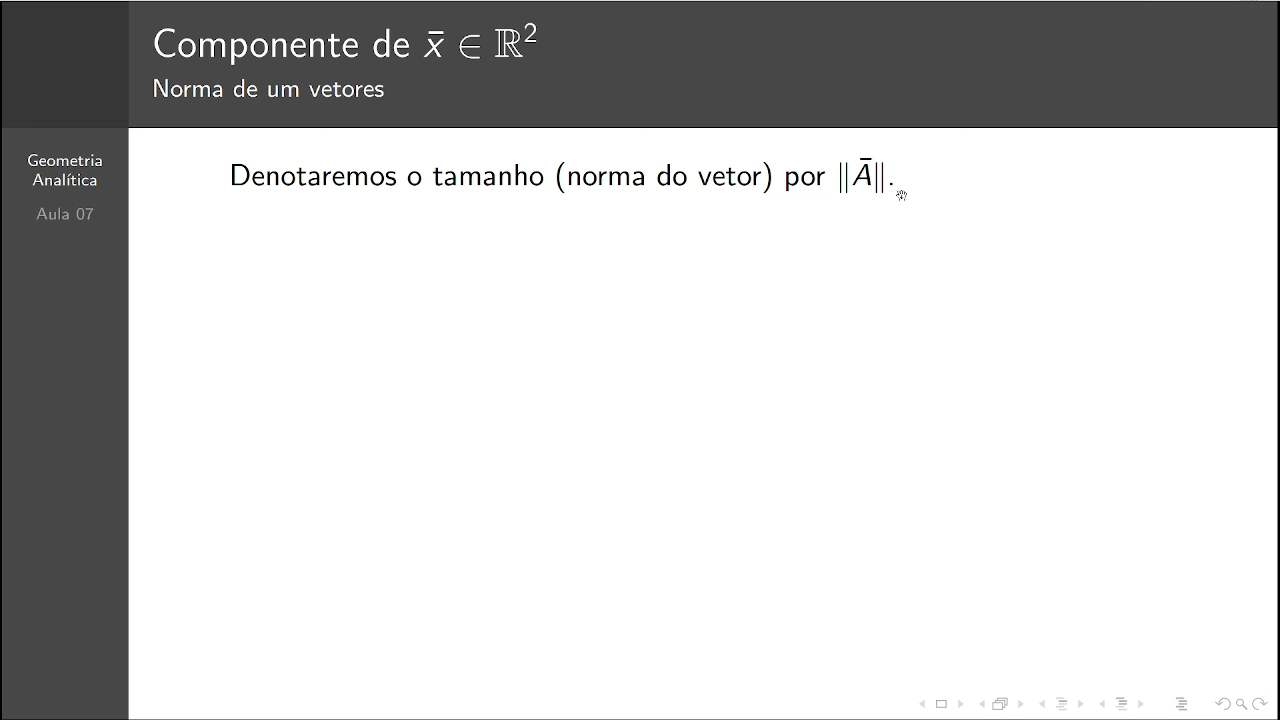 Componente de x̄ ∈ ℝ²
Norma de um vetores
Geometria
Analítica
Aula 07
Denotaremos o tamanho (norma do vetor) por ‖Ā‖.